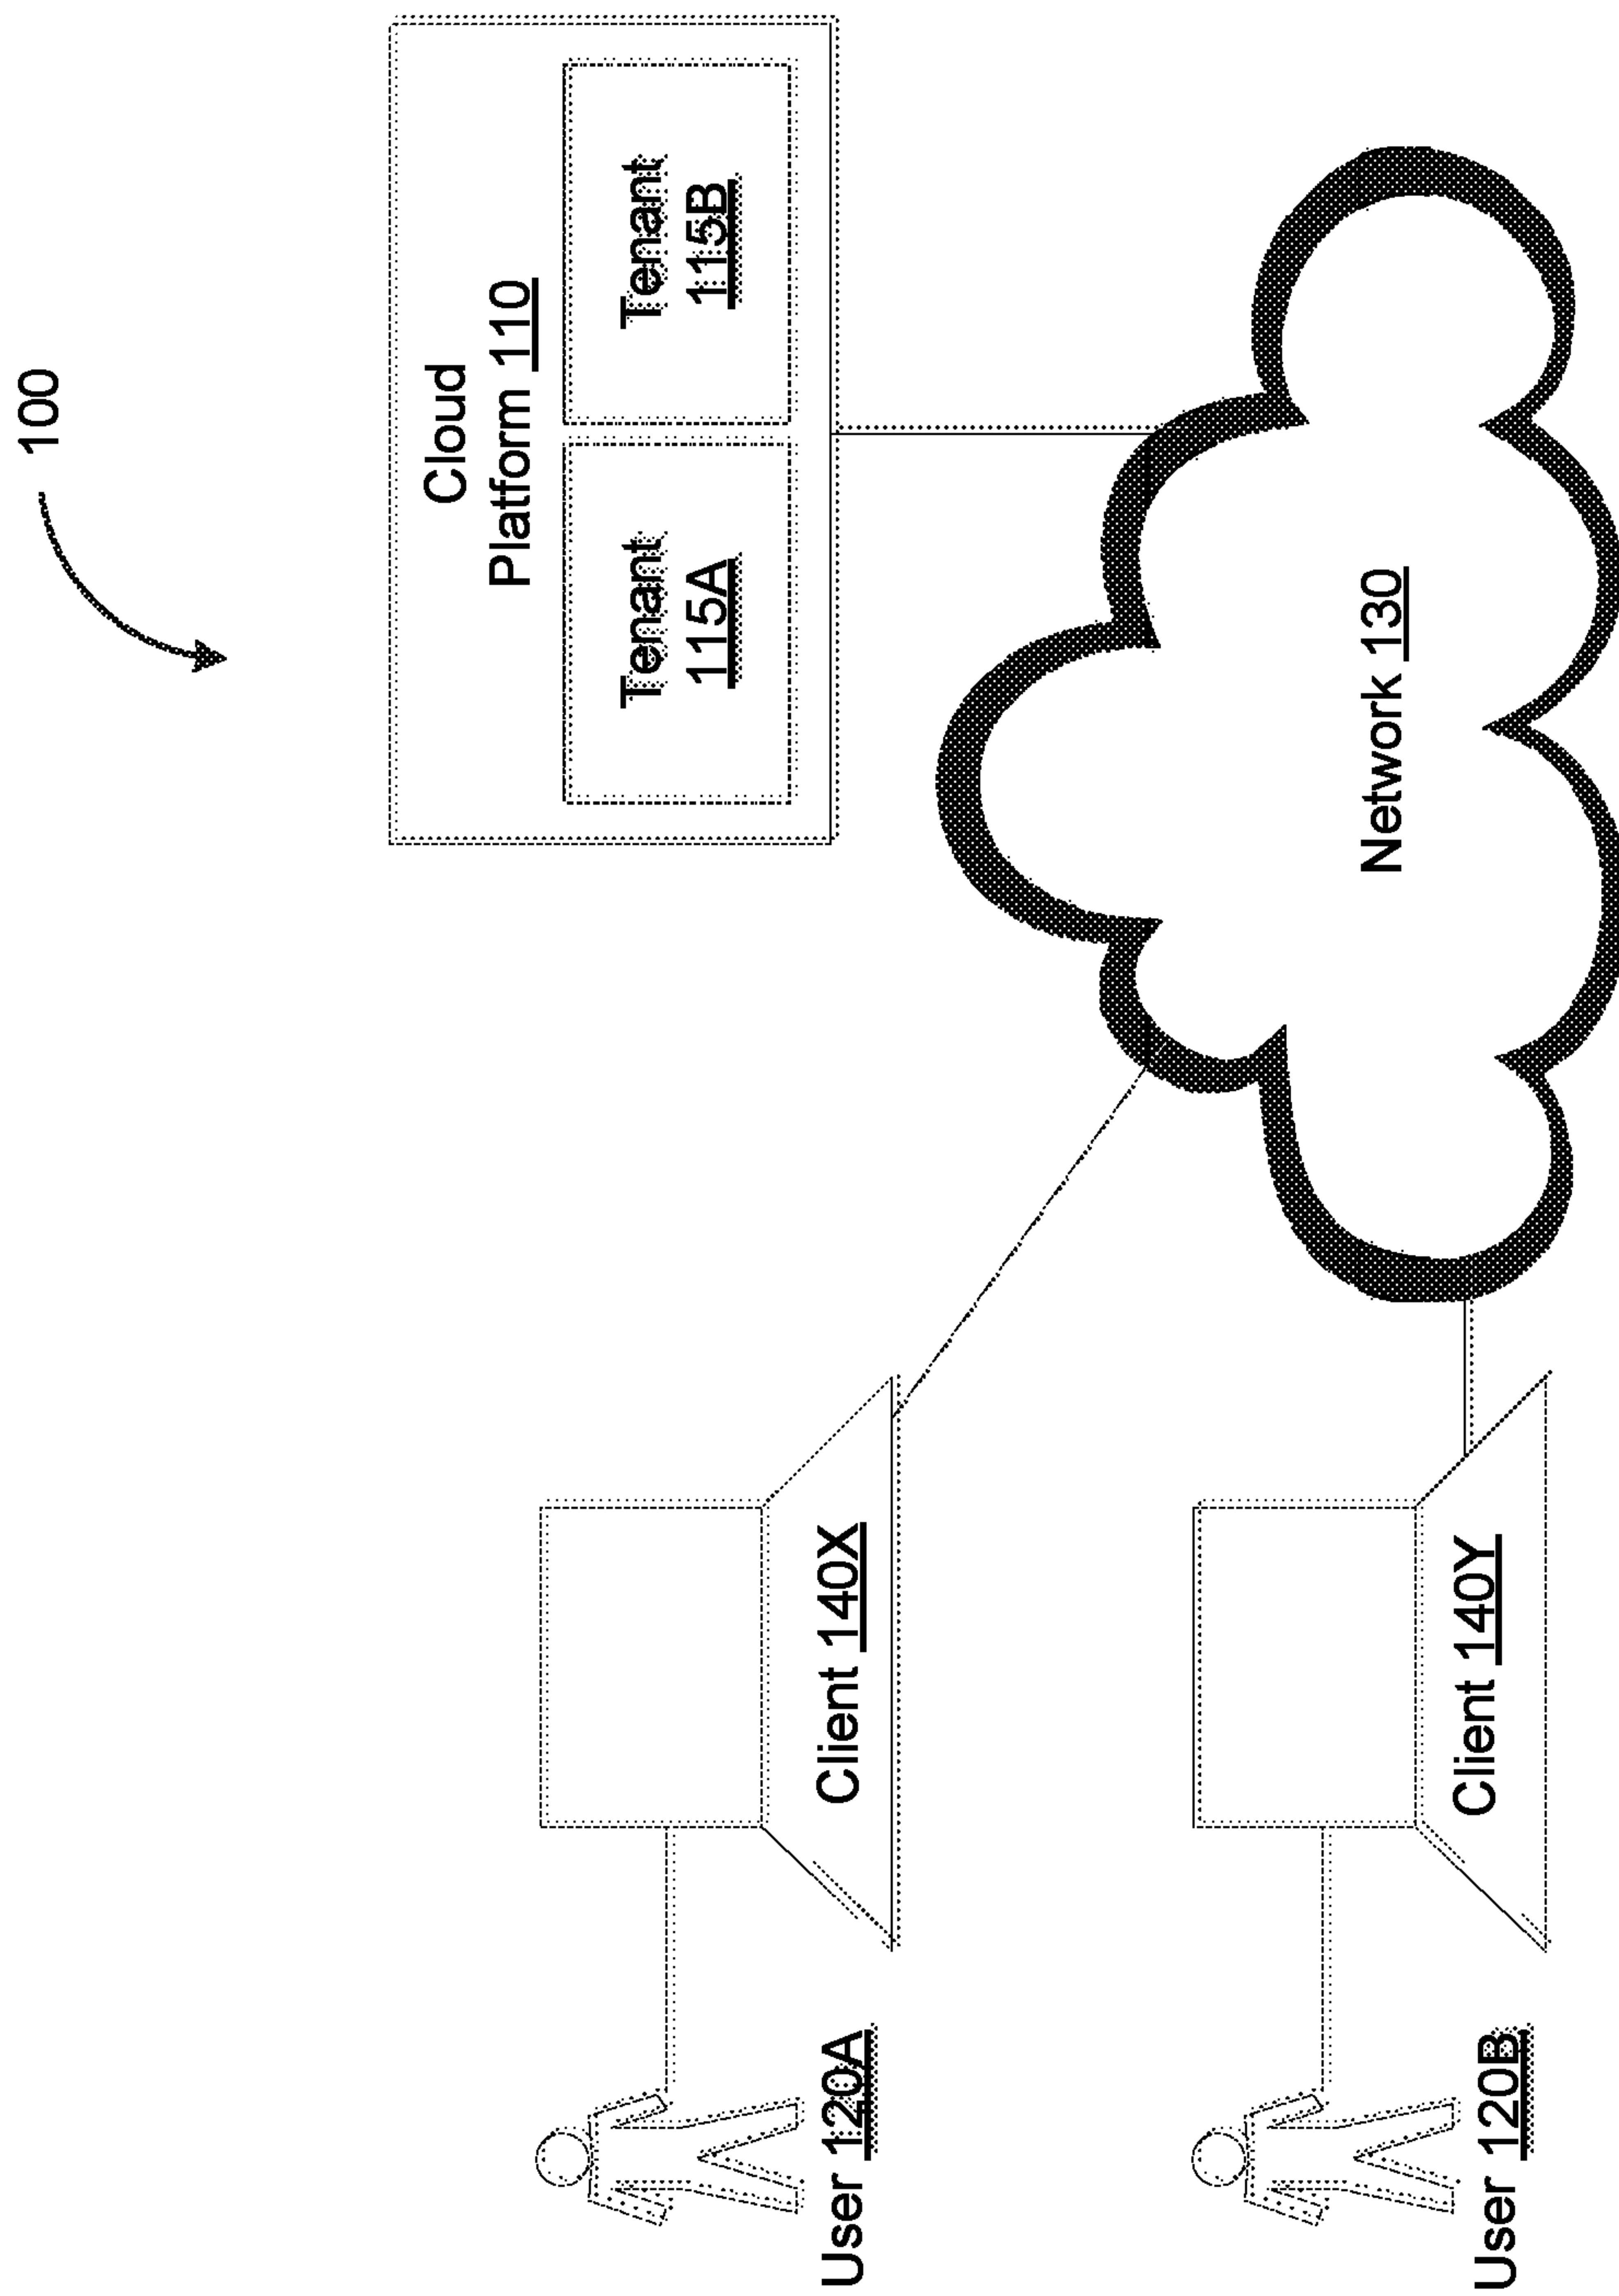 100
Cloud
Platform 110
Tenant
115A
Tenant
115B
Network 130
Client 140X
Client 140Y
User 120A
User 120B